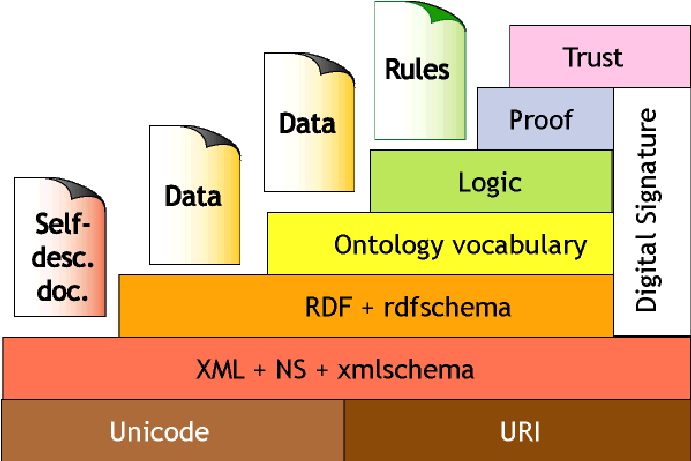 Trust
Rules
Proof
Data
Logic
Data
Digital Signature
Self-
desc.
doc.
Ontology vocabulary
RDF + rdfschema
XML + NS + xmlschema
Unicode
URI